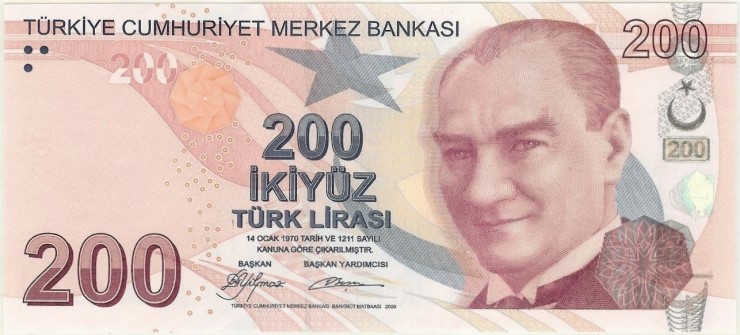 TÜRKİYE CUMHURİYET MERKEZ BANKASI
200
200
200
İKİYÜZ
TÜRK LİRASI
200
14 OCAK 1970 TARİH VE 1211 SAYILI
KANUNA GÖRE ÇIKARILMIŞTIR.
BAŞKAN BAŞKAN YARDIMCISI
200
TÜRKİYE CUMHURİYET MERKEZ BANKASI BANKNOT MATBAASI 2009